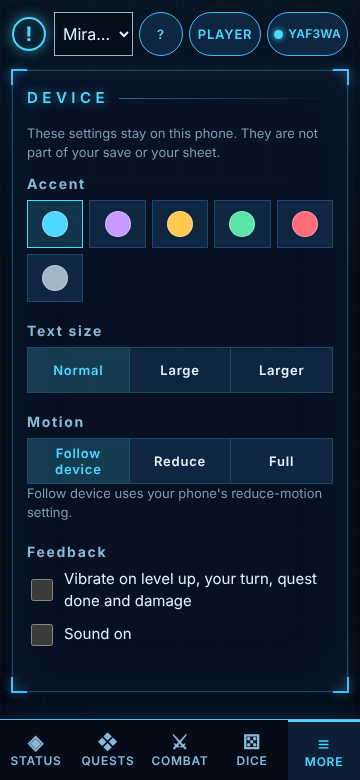 !
Mira...
?
PLAYER
YAF3WA
DEVICE
These settings stay on this phone. They are not
part of your save or your sheet.
Accent
Text size
Normal
Large
Larger
Motion
Follow
device
Reduce
Full
Follow device uses your phone's reduce-motion
setting.
Feedback
Vibrate on level up, your turn, quest
done and damage
Sound on
STATUS
QUESTS
COMBAT
DICE
MORE